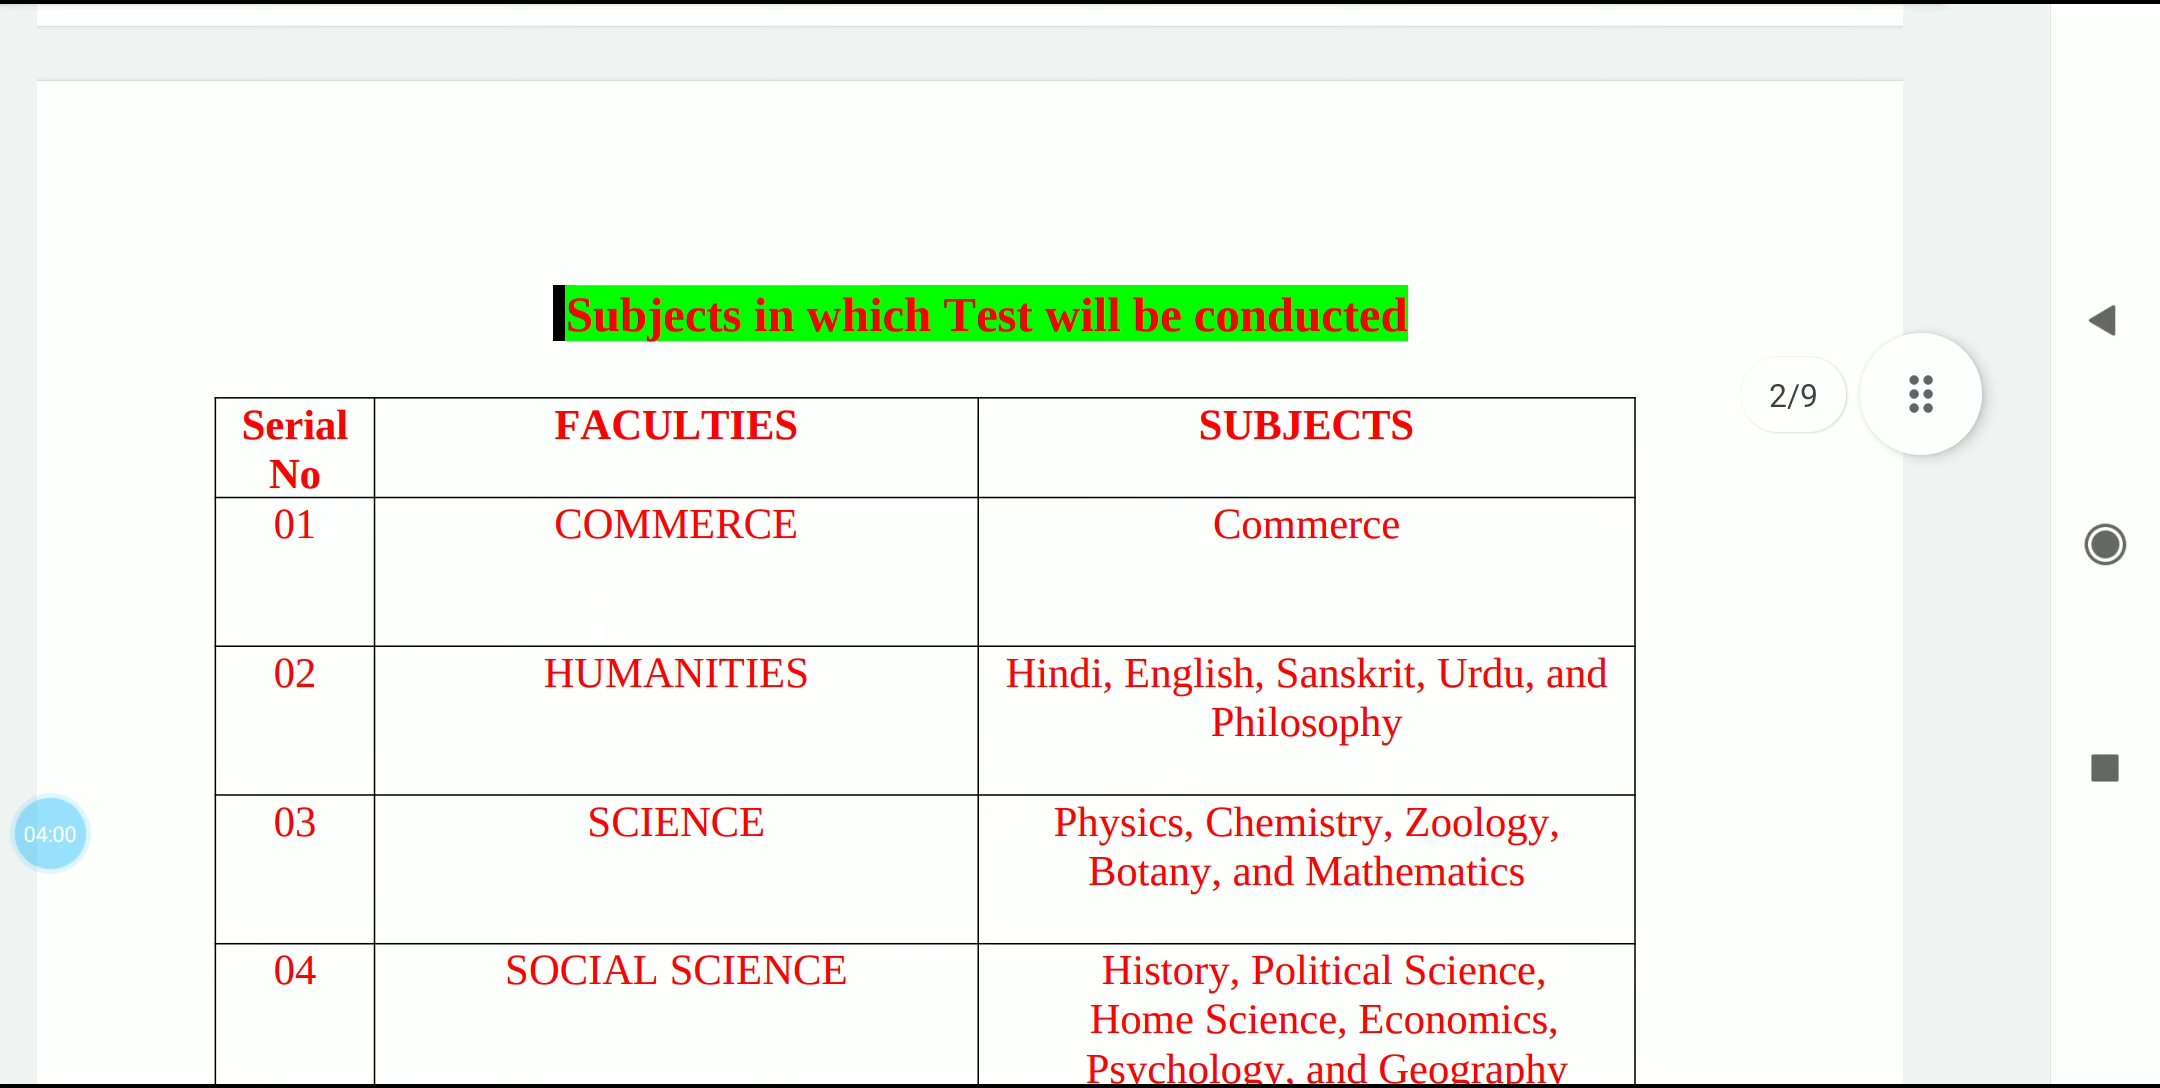 Subjects in which Test will be conducted
2/9
Serial No
FACULTIES
SUBJECTS
01
COMMERCE
Commerce
02
HUMANITIES
Hindi, English, Sanskrit, Urdu, and
Philosophy
03
SCIENCE
Physics, Chemistry, Zoology,
Botany, and Mathematics
04:00
04
SOCIAL SCIENCE
History, Political Science,
Home Science, Economics,
Psychology, and Geography